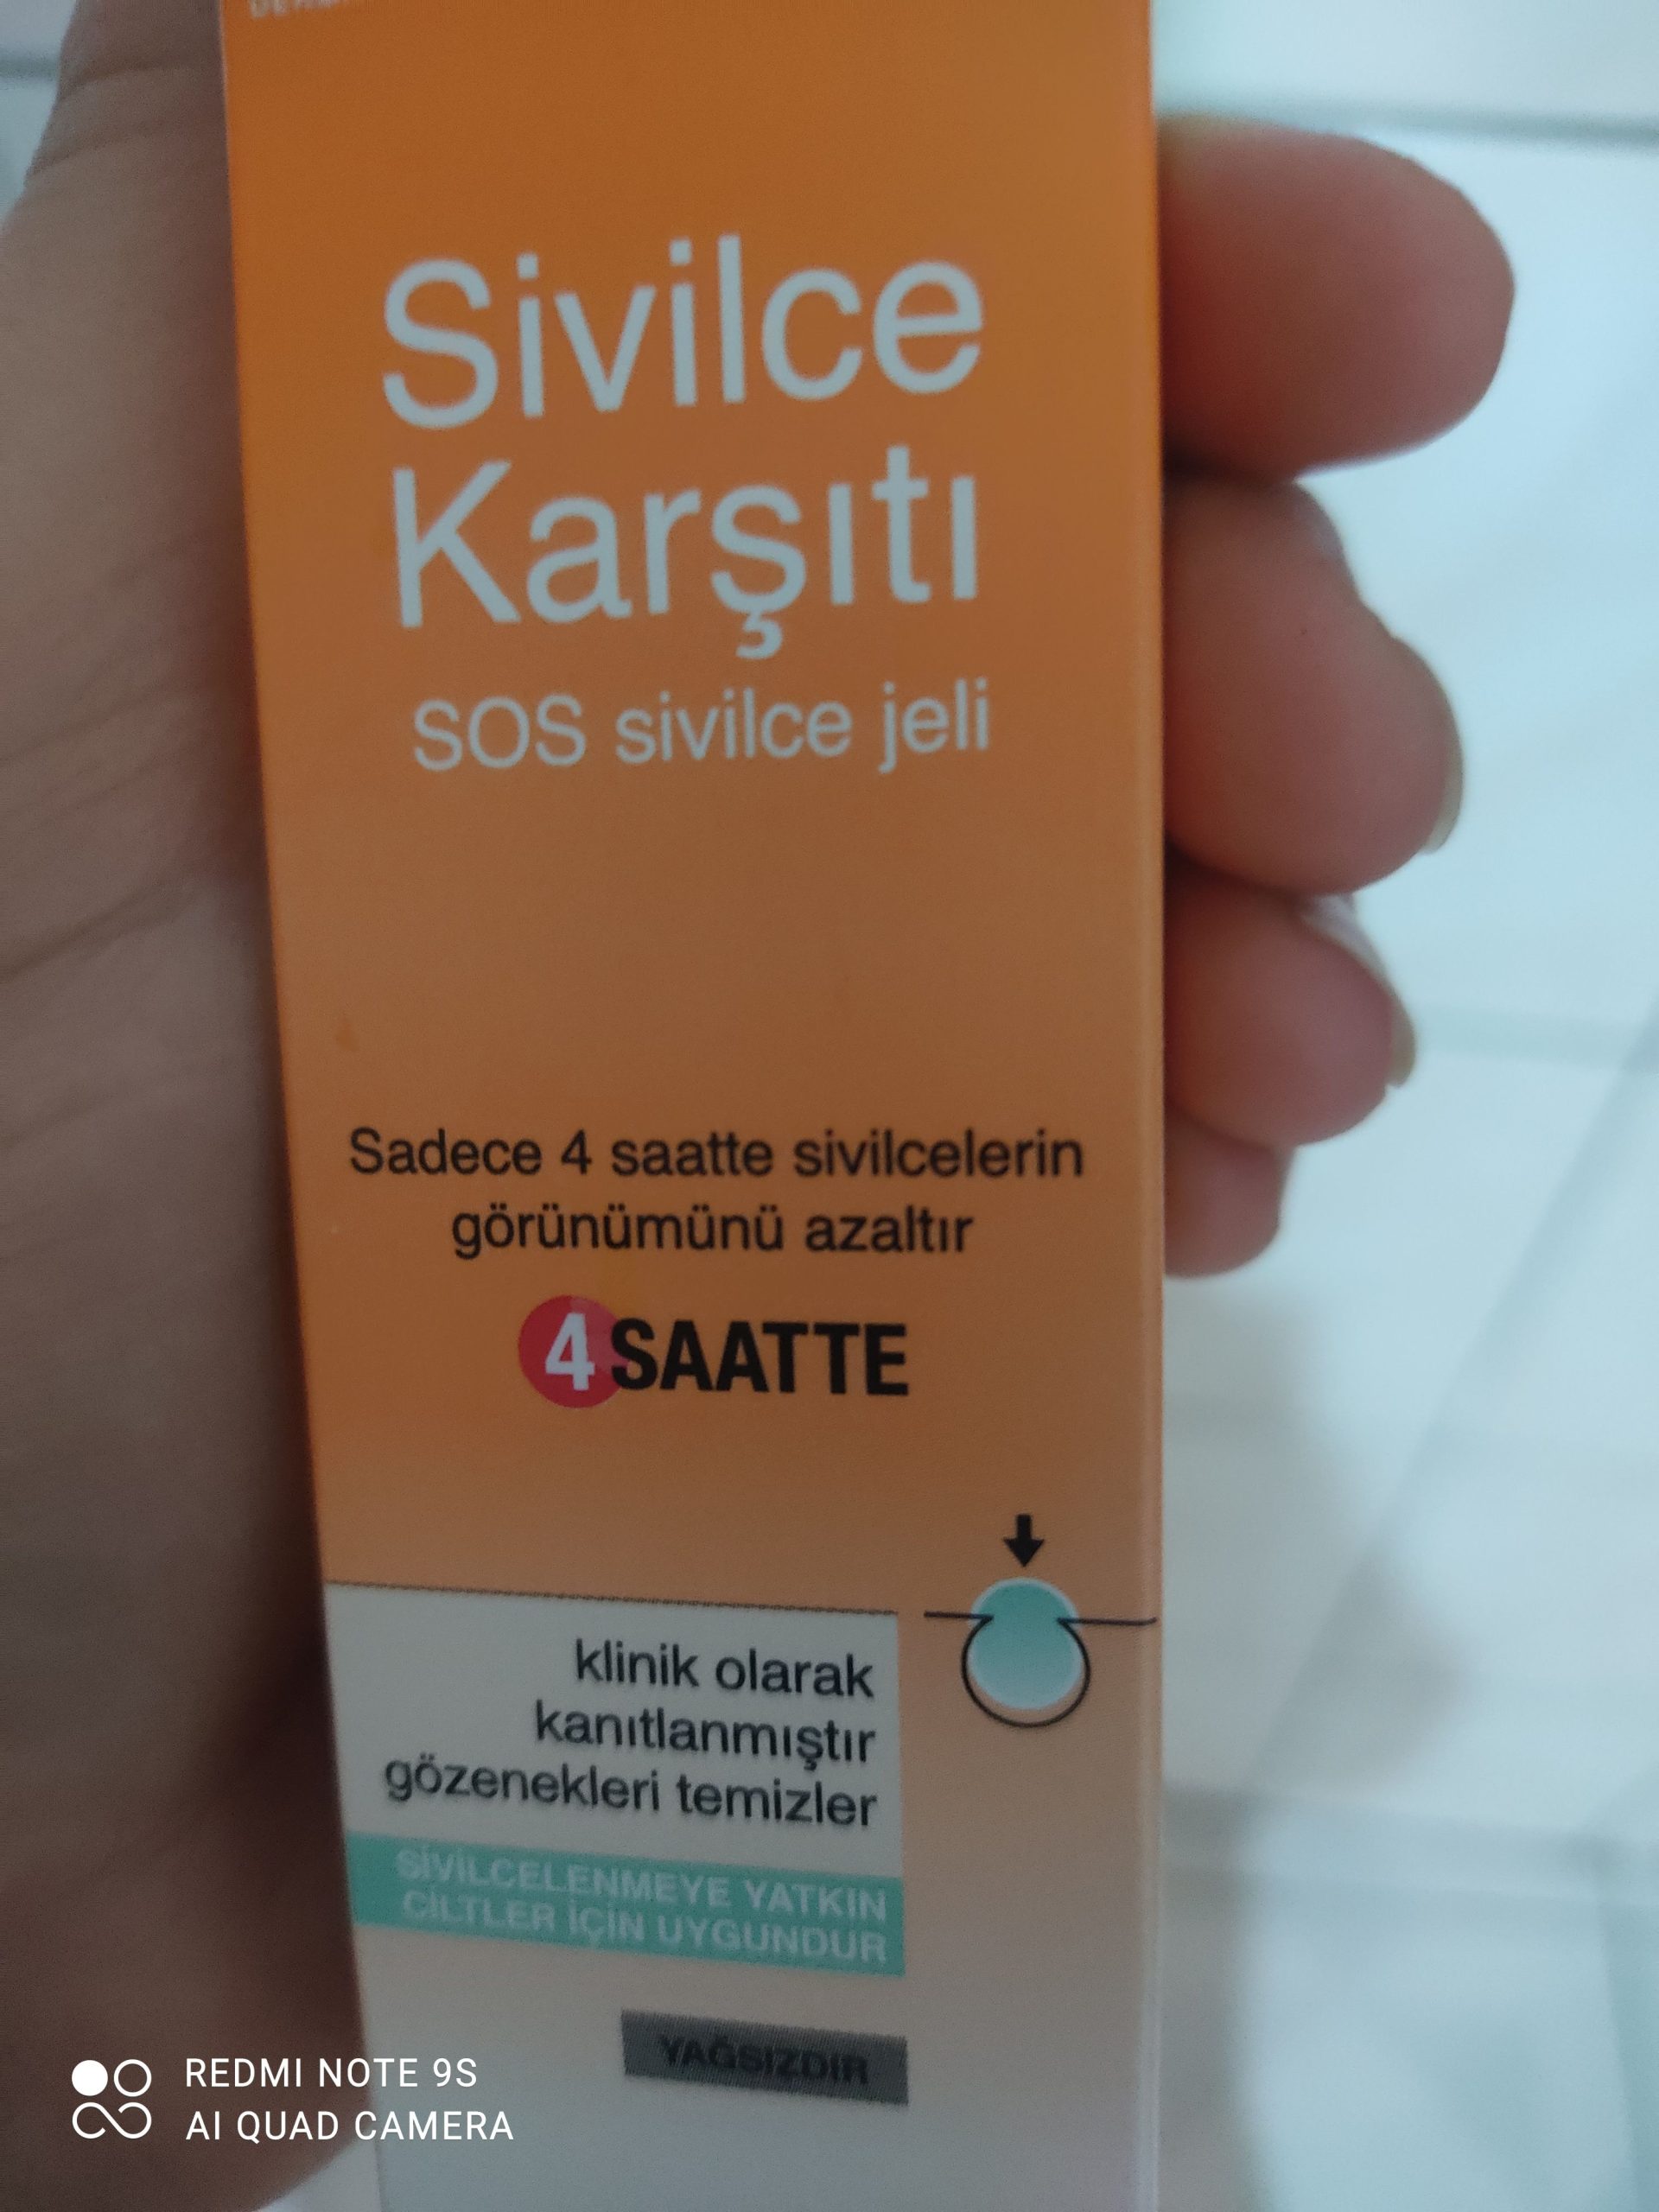 Sivilce
Karşıtı
SOS sivilce jeli
Sadece 4 saatte sivilcelerin
görünümünü azaltır
4 SAATTE
klinik olarak
kanıtlanmıştır
gözenekleri temizler
SİVİLCELENMEYE YATKIN
CİLTLER İÇİN UYGUNDUR
YAĞSIZDIR
REDMI NOTE 9S
AI QUAD CAMERA